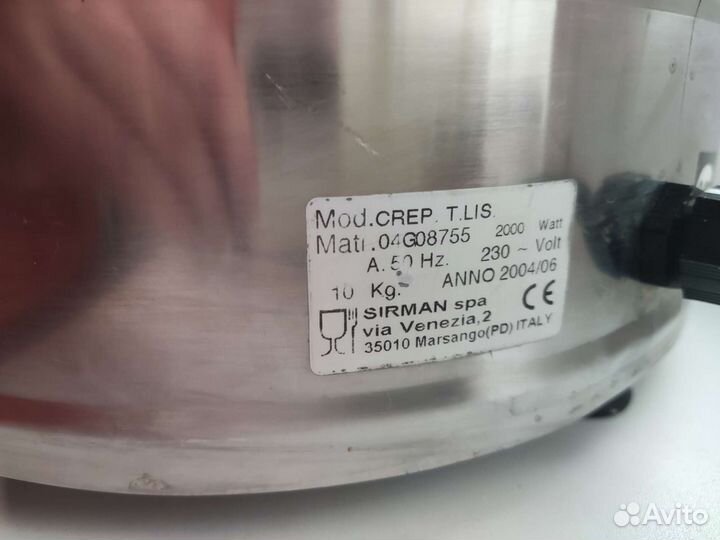 Mod.CREP. T.LIS.
Matr.04G08755 2000 Watt
A. 50 Hz. 230 ~ Volt
10 Kg. ANNO 2004/06
SIRMAN spa CE
via Venezia,2
35010 Marsango(PD) ITALY
Avito